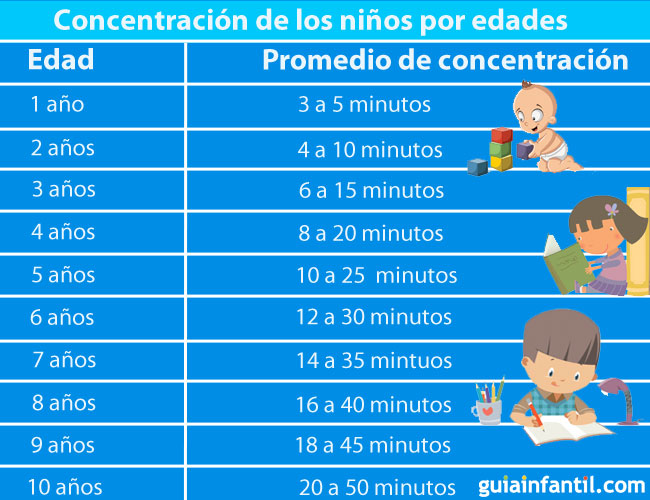 Concentración de los niños por edades
Edad Promedio de concentración
1 año 3 a 5 minutos
2 años 4 a 10 minutos
3 años 6 a 15 minutos
4 años 8 a 20 minutos
5 años 10 a 25 minutos
6 años 12 a 30 minutos
7 años 14 a 35 mintuos
8 años 16 a 40 minutos
9 años 18 a 45 minutos
10 años 20 a 50 minutos
guiainfantil.com